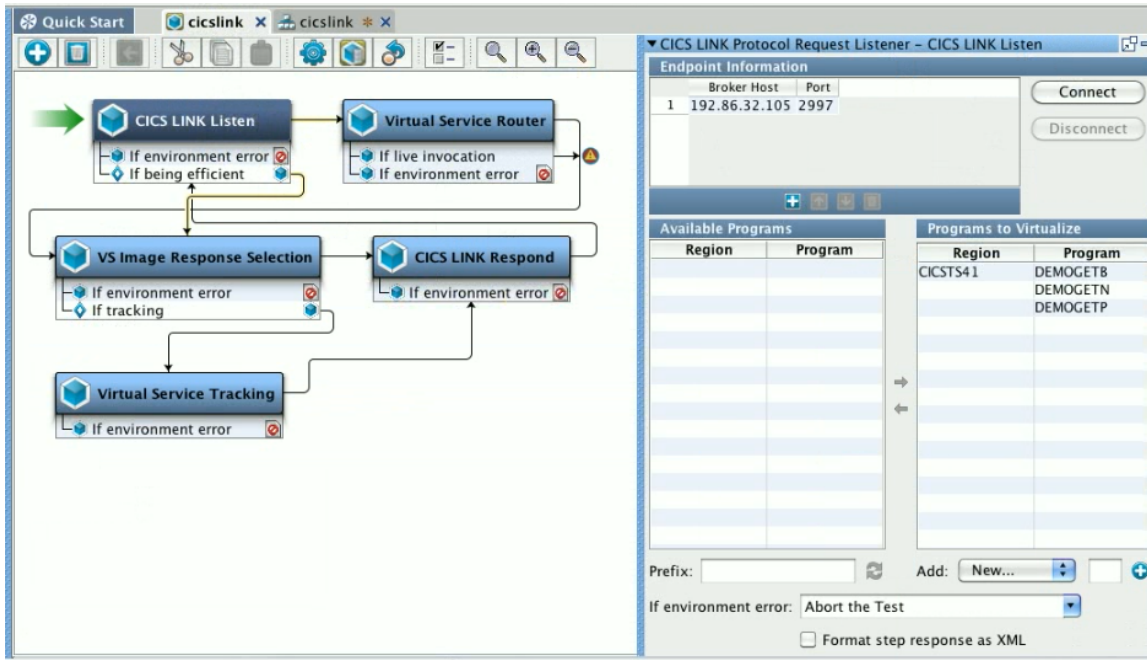 Quick Start
cicslink
cicslink
CICS LINK Listen
If environment error
If being efficient
Virtual Service Router
If live invocation
If environment error
VS Image Response Selection
If environment error
If tracking
CICS LINK Respond
If environment error
Virtual Service Tracking
If environment error
CICS LINK Protocol Request Listener – CICS LINK Listen
Endpoint Information
Broker Host Port
1 192.86.32.105 2997
Connect
Disconnect
Available Programs
Region Program
Programs to Virtualize
Region Program
CICSTS41 DEMOGETB
DEMOGETN
DEMOGETP
Prefix:
Add: New...
If environment error: Abort the Test
Format step response as XML